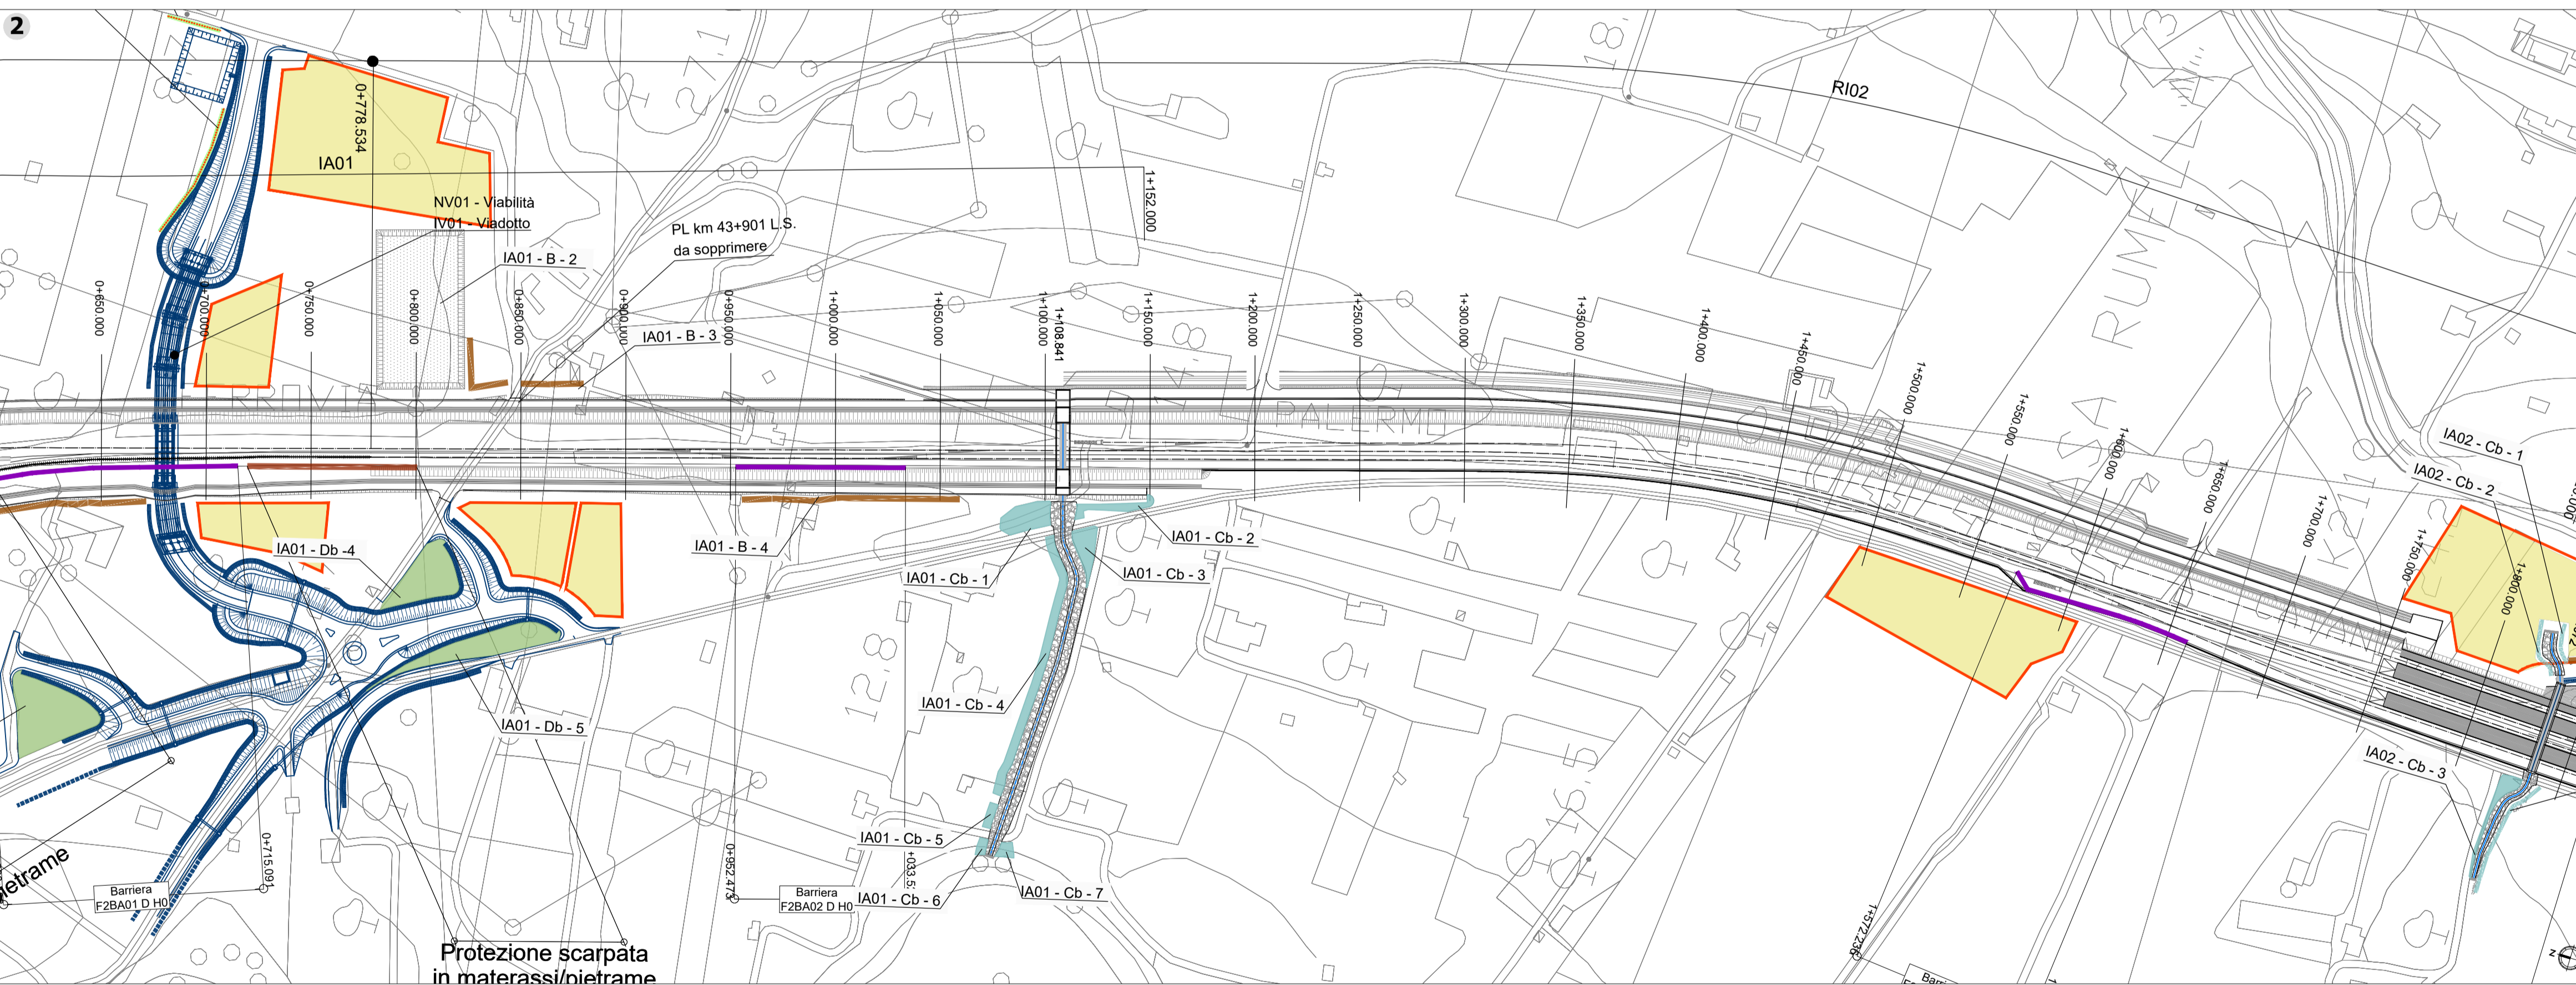 2
RI02
0+778.534
IA01
1+152.000
NV01 - Viabilità
IV01 - Viadotto
PL km 43+901 L.S.
da sopprimere
IA01 - B - 2
IA01 - B - 3
0+650.000
0+700.000
0+750.000
0+800.000
0+850.000
0+900.000
0+950.000
1+000.000
1+050.000
1+100.000
1+108.841
1+150.000
1+200.000
1+250.000
1+300.000
1+350.000
1+400.000
1+450.000
1+500.000
1+550.000
1+600.000
1+650.000
1+700.000
1+750.000
1+800.000
FERROVIA
PALERMO
IA02 - Cb - 1
IA02 - Cb - 2
IA01 - Db -4
IA01 - B - 4
IA01 - Cb - 1
IA01 - Cb - 2
IA01 - Cb - 3
IA01 - Cb - 4
IA01 - Db - 5
IA02 - Cb - 3
IA01 - Cb - 5
IA01 - Cb - 6
IA01 - Cb - 7
0+715.091
0+952.473
+033.5
1+572.236
ietrame
Barriera
F2BA01 D H0
Barriera
F2BA02 D H0
Protezione scarpata
in materassi/pietrame
Barri
z